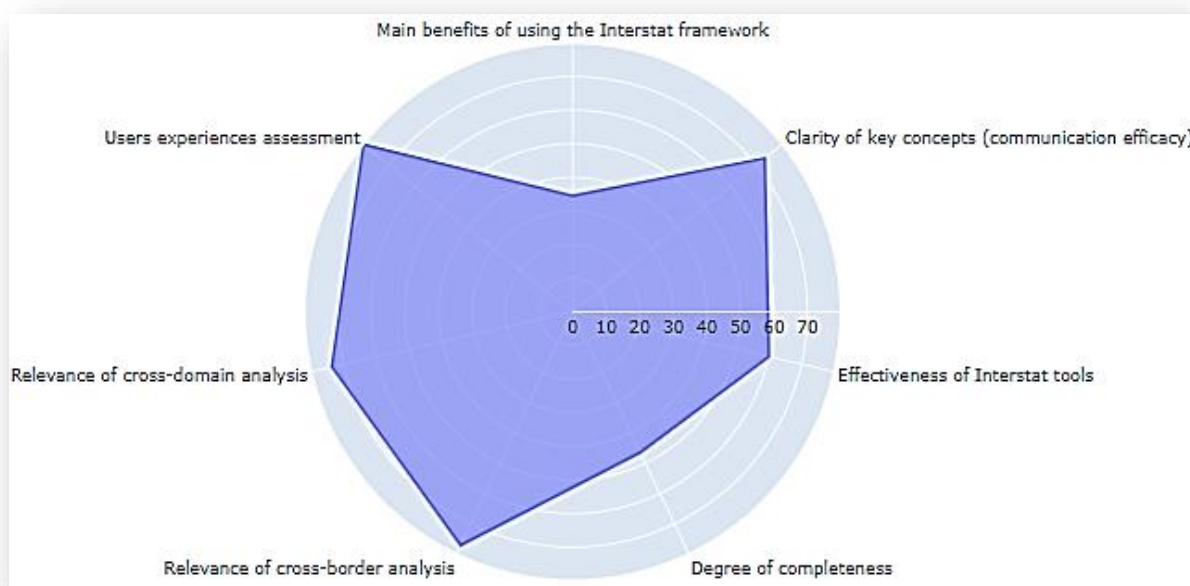 Main benefits of using the Interstat framework
Users experiences assessment
Clarity of key concepts (communication efficacy)
0 10 20 30 40 50 60 70
Relevance of cross-domain analysis
Effectiveness of Interstat tools
Relevance of cross-border analysis
Degree of completeness